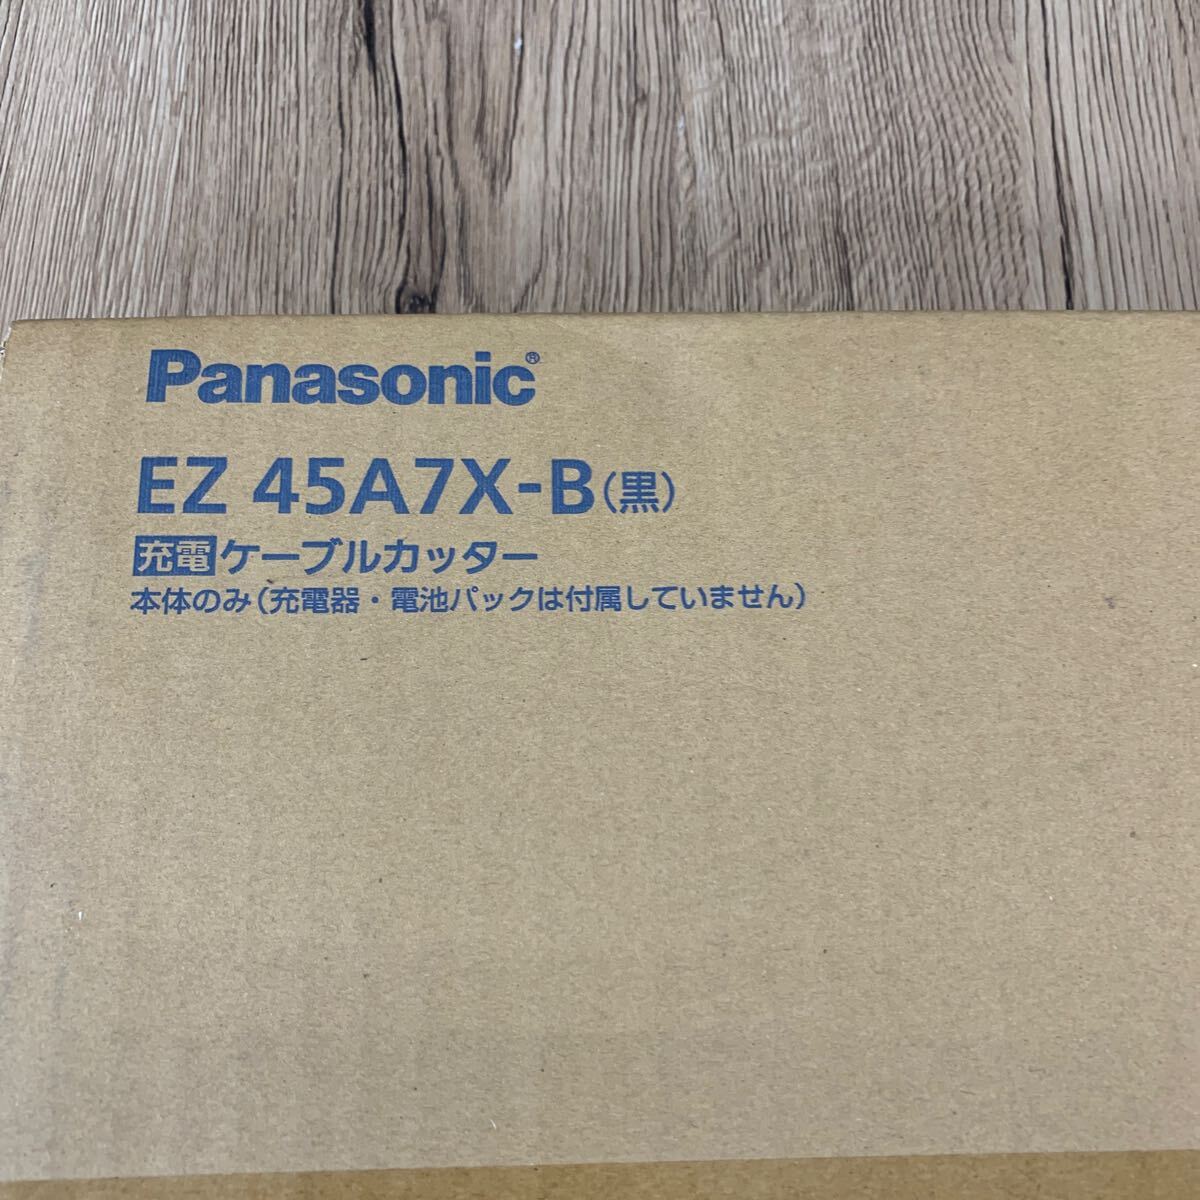 Panasonic®
EZ 45A7X-B(黒)
充電ケーブルカッター
本体のみ(充電器・電池パックは付属していません)